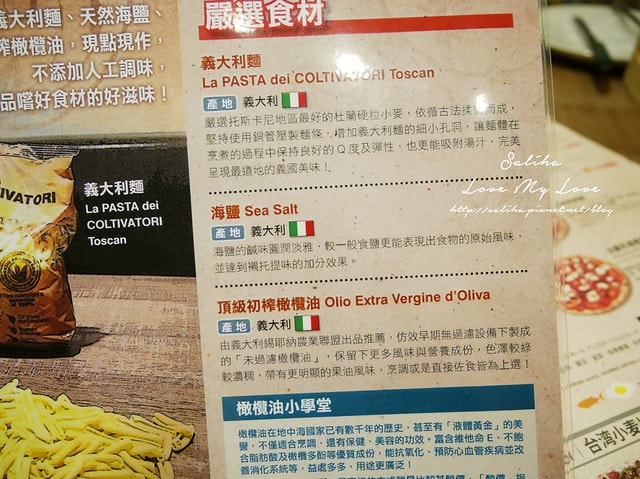 義大利麵、天然海鹽、
榨橄欖油，現點現作，
不添加人工調味，
品嚐好食材的好滋味！
IVATORI
義大利麵
La PASTA dei
COLTIVATORI
Toscan
嚴選食材
義大利麵
La PASTA dei COLTIVATORI Toscan
產地 義大利
嚴選托斯卡尼地區最好的杜蘭硬粒小麥，依循古法揉製而成，
堅持使用銅管壓製麵條，增加義大利麵的細小孔洞，讓麵體在
烹煮的過程中保持良好的Q度及彈性，也更能吸附湯汁，完美
呈現最道地的義國美味！
海鹽 Sea Salt
產地 義大利
海鹽的鹹味圓潤淡雅，較一般食鹽更能表現出食物的原始風味，
並達到襯托提味的加分效果。
頂級初榨橄欖油 Olio Extra Vergine d'Oliva
產地 義大利
由義大利錫耶納農業聯盟出品推薦，仿效早期無過濾設備下製成
的「未過濾橄欖油」，保留下更多風味與營養成份，色澤較綠
較濃稠，帶有更明顯的果油風味，烹調或是直接佐食皆為上選！
橄欖油小學堂
橄欖油在地中海國家已有數千年的歷史，甚至有「液體黃金」的美
譽，不僅適合烹調、還有保健、美容的功效。富含維他命E、不飽
合脂肪酸及橄欖多酚等優質成份，能抗氧化、預防心血管疾病並改
善消化系統等，益處多多，用途更廣泛！
Saliha
Love My Love
http://saliha.pixnet.net/blog
台湾小麦